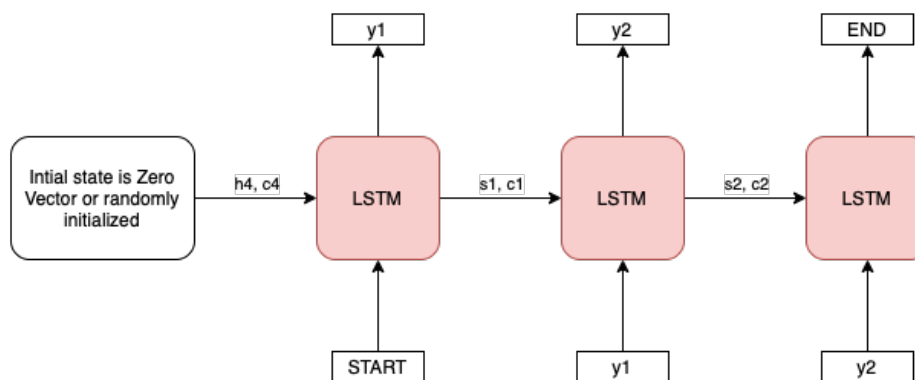 y1
y2
END
Intial state is Zero
Vector or randomly
initialized
h4, c4
LSTM
s1, c1
LSTM
s2, c2
LSTM
START
y1
y2